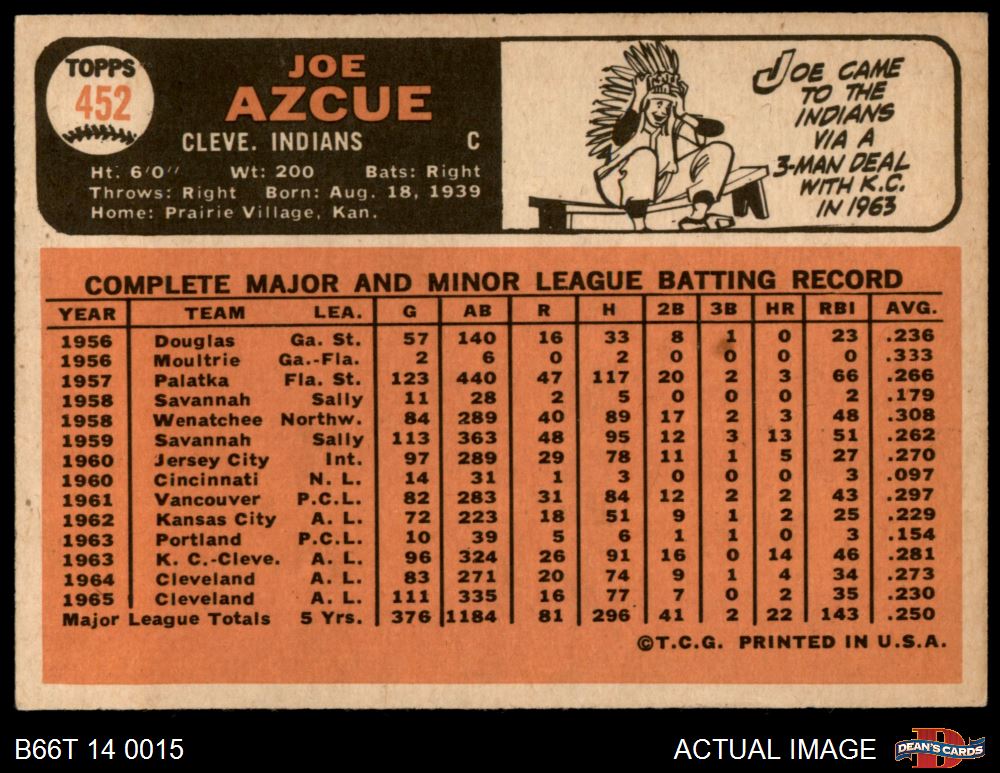 TOPPS
452
JOE
AZCUE
CLEVE. INDIANS C
Ht: 6'0" Wt: 200 Bats: Right
Throws: Right Born: Aug. 18, 1939
Home: Prairie Village, Kan.
JOE CAME
TO THE
INDIANS
VIA A
3-MAN DEAL
WITH K.C.
IN 1963
COMPLETE MAJOR AND MINOR LEAGUE BATTING RECORD
YEAR TEAM LEA. G AB R H 2B 3B HR RBI AVG.
1956 Douglas Ga. St. 57 140 16 33 8 1 0 23 .236
1956 Moultrie Ga.-Fla. 2 6 0 2 0 0 0 0 .333
1957 Palatka Fla. St. 123 440 47 117 20 2 3 66 .266
1958 Savannah Sally 11 28 2 5 0 0 0 2 .179
1958 Wenatchee Northw. 84 289 40 89 17 2 3 48 .308
1959 Savannah Sally 113 363 48 95 12 3 13 51 .262
1960 Jersey City Int. 97 289 29 78 11 1 5 27 .270
1960 Cincinnati N. L. 14 31 1 3 0 0 0 3 .097
1961 Vancouver P.C.L. 82 283 31 84 12 2 2 43 .297
1962 Kansas City A. L. 72 223 18 51 9 1 2 25 .229
1963 Portland P.C.L. 10 39 5 6 1 1 0 3 .154
1963 K. C.-Cleve. A. L. 96 324 26 91 16 0 14 46 .281
1964 Cleveland A. L. 83 271 20 74 9 1 4 34 .273
1965 Cleveland A. L. 111 335 16 77 7 0 2 35 .230
Major League Totals 5 Yrs. 376 1184 81 296 41 2 22 143 .250
©T.C.G. PRINTED IN U.S.A.
B66T 14 0015 ACTUAL IMAGE
D
DEAN'S CARDS